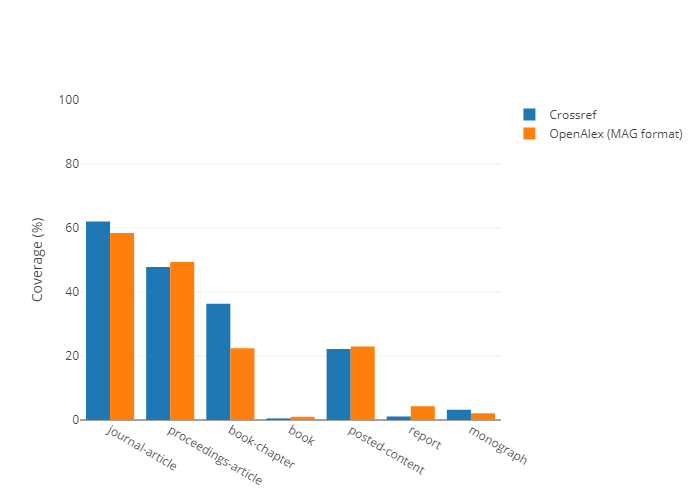 100
80
60
40
20
0
Coverage (%)
journal-article
proceedings-article
book-chapter
book
posted-content
report
monograph
Crossref
OpenAlex (MAG format)